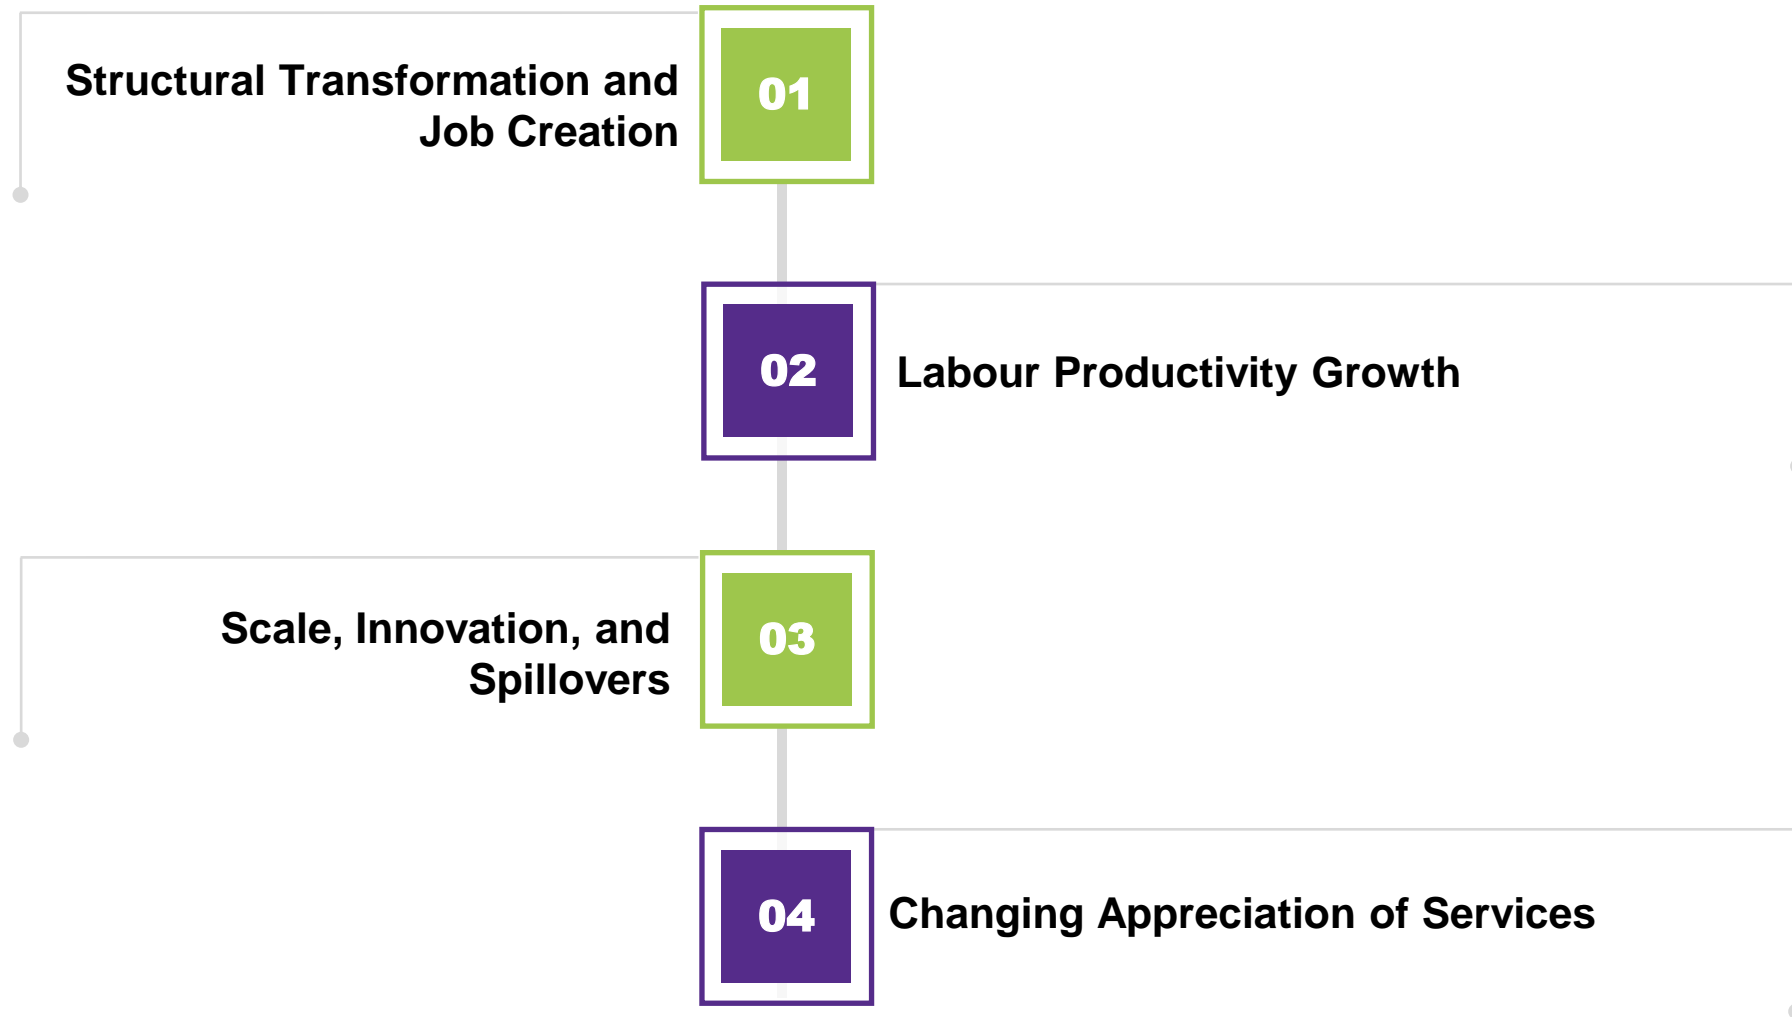 Structural Transformation and
Job Creation
01
02
Labour Productivity Growth
Scale, Innovation, and
Spillovers
03
04
Changing Appreciation of Services